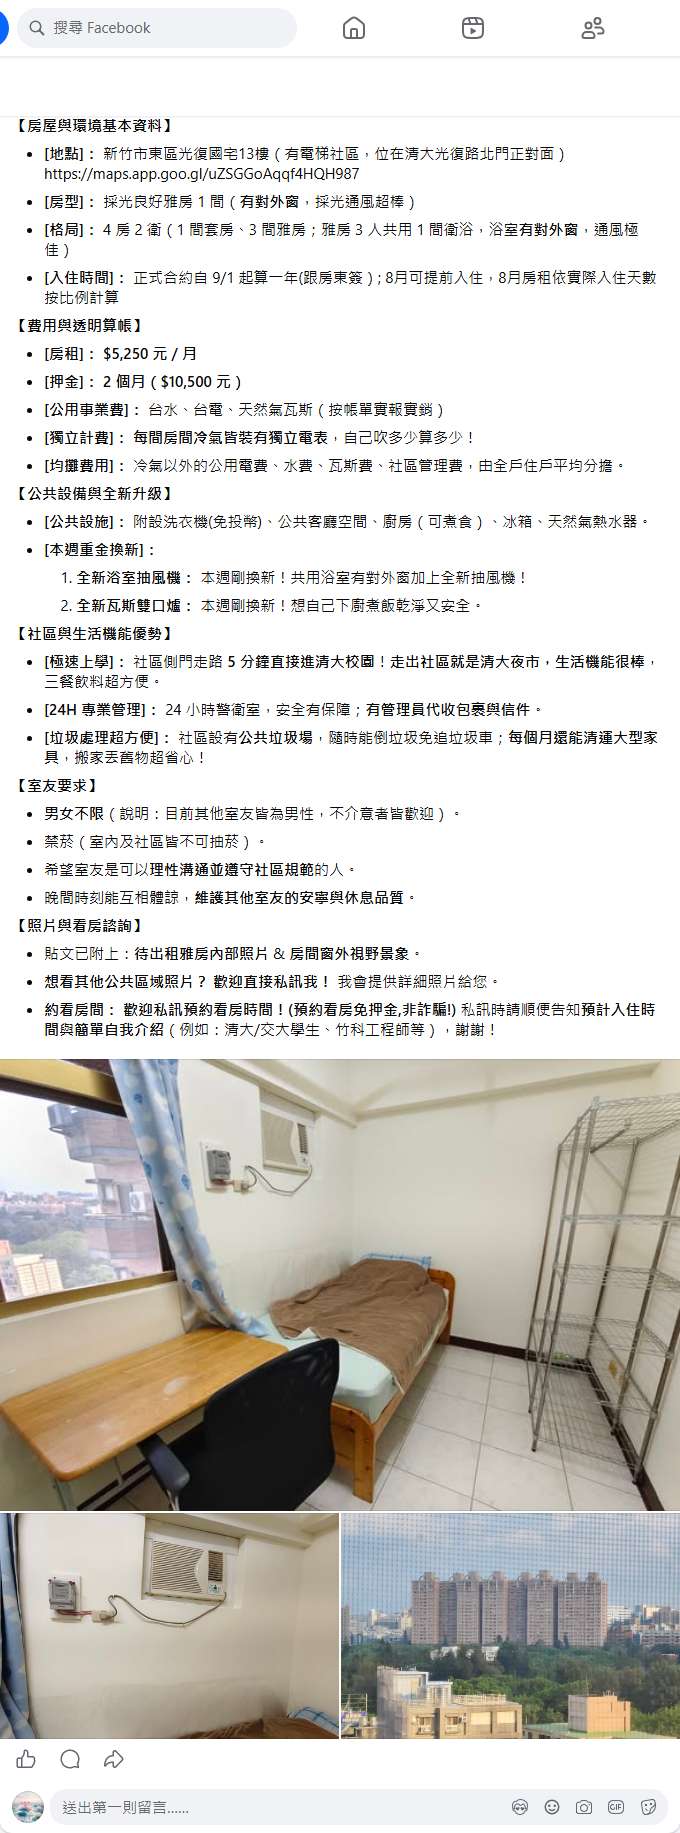 搜尋 Facebook
【房屋與環境基本資料】
• [地點]： 新竹市東區光復國宅13樓（有電梯社區，位在清大光復路北門正對面）
https://maps.app.goo.gl/uZSGGoAqqf4HQH987
• [房型]： 採光良好雅房 1 間（有對外窗，採光通風超棒）
• [格局]： 4 房 2 衛（1 間套房、3 間雅房；雅房 3 人共用 1 間衛浴，浴室有對外窗，通風極
佳）
• [入住時間]： 正式合約自 9/1 起算一年(跟房東簽)；8月可提前入住，8月房租依實際入住天數
按比例計算
【費用與透明算帳】
• [房租]： $5,250 元 / 月
• [押金]： 2 個月（$10,500 元）
• [公用事業費]： 台水、台電、天然氣瓦斯（按帳單實報實銷）
• [獨立計費]： 每間房間冷氣皆裝有獨立電表，自己吹多少算多少！
• [均攤費用]： 冷氣以外的公用電費、水費、瓦斯費、社區管理費，由全戶住戶平均分擔。
【公共設備與全新升級】
• [公共設施]： 附設洗衣機(免投幣)、公共客廳空間、廚房（可煮食）、冰箱、天然氣熱水器。
• [本週重金換新]：
1. 全新浴室抽風機： 本週剛換新！共用浴室有對外窗加上全新抽風機！
2. 全新瓦斯雙口爐： 本週剛換新！想自己下廚煮飯乾淨又安全。
【社區與生活機能優勢】
• [極速上學]： 社區側門走路 5 分鐘直接進清大校園！走出社區就是清大夜市，生活機能很棒，
三餐飲料超方便。
• [24H 專業管理]： 24 小時警衛室，安全有保障；有管理員代收包裹與信件。
• [垃圾處理超方便]： 社區設有公共垃圾場，隨時能倒垃圾免追垃圾車；每個月還能清運大型家
具，搬家丟舊物超省心！
【室友要求】
• 男女不限（說明：目前其他室友皆為男性，不介意者皆歡迎）。
• 禁菸（室內及社區皆不可抽菸）。
• 希望室友是可以理性溝通並遵守社區規範的人。
• 晚間時刻能互相體諒，維護其他室友的安寧與休息品質。
【照片與看房諮詢】
• 貼文已附上：待出租雅房內部照片 & 房間窗外視野景象。
• 想看其他公共區域照片？ 歡迎直接私訊我！ 我會提供詳細照片給您。
• 約看房間： 歡迎私訊預約看房時間！(預約看房免押金,非詐騙!) 私訊時請順便告知預計入住時
間與簡單自我介紹（例如：清大/交大學生、竹科工程師等），謝謝！
送出第一則留言......
GIF